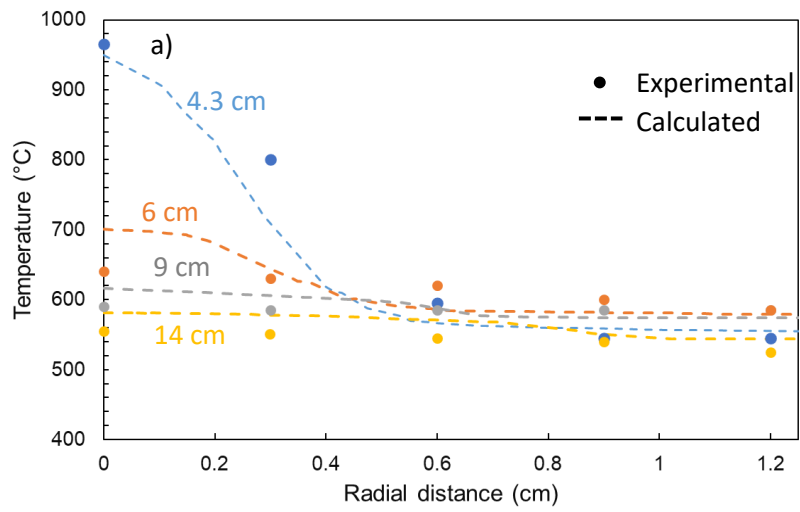 1000
a)
Experimental
900
4.3 cm
Calculated
800
Temperature (°C)
700
6 cm
9 cm
600
14 cm
500
400
0 0.2 0.4 0.6 0.8 1 1.2
Radial distance (cm)